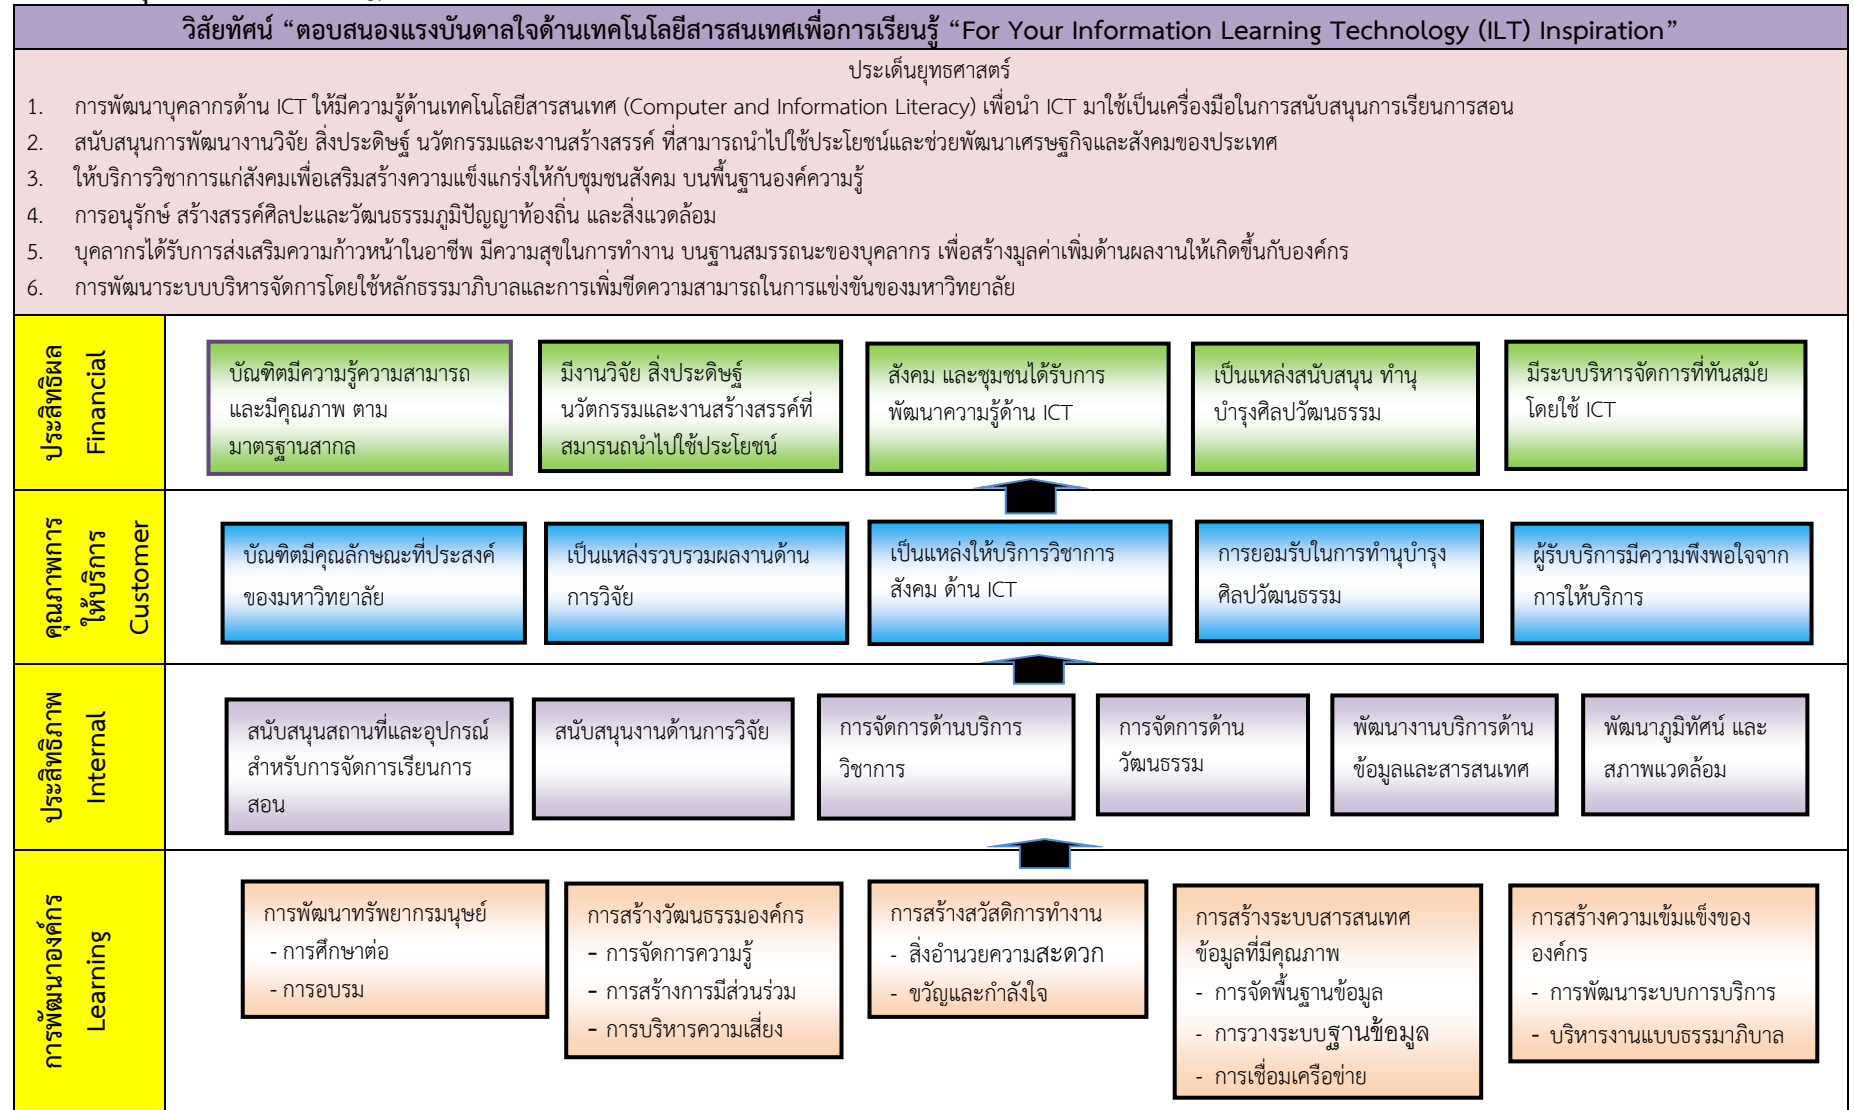 วิสัยทัศน์ “ตอบสนองแรงบันดาลใจด้านเทคโนโลยีสารสนเทศเพื่อการเรียนรู้ “For Your Information Learning Technology (ILT) Inspiration”
ประเด็นยุทธศาสตร์
1. การพัฒนาบุคลากรด้าน ICT ให้มีความรู้ด้านเทคโนโลยีสารสนเทศ (Computer and Information Literacy) เพื่อนำ ICT มาใช้เป็นเครื่องมือในการสนับสนุนการเรียนการสอน
2. สนับสนุนการพัฒนางานวิจัย สิ่งประดิษฐ์ นวัตกรรมและงานสร้างสรรค์ ที่สามารถนำไปใช้ประโยชน์และช่วยพัฒนาเศรษฐกิจและสังคมของประเทศ
3. ให้บริการวิชาการแก่สังคมเพื่อเสริมสร้างความแข็งแกร่งให้กับชุมชนสังคม บนพื้นฐานองค์ความรู้
4. การอนุรักษ์ สร้างสรรค์ศิลปะและวัฒนธรรมภูมิปัญญาท้องถิ่น และสิ่งแวดล้อม
5. บุคลากรได้รับการส่งเสริมความก้าวหน้าในอาชีพ มีความสุขในการทำงาน บนฐานสมรรถนะของบุคลากร เพื่อสร้างมูลค่าเพิ่มด้านผลงานให้เกิดขึ้นกับองค์กร
6. การพัฒนาระบบบริหารจัดการโดยใช้หลักธรรมาภิบาลและการเพิ่มขีดความสามารถในการแข่งขันของมหาวิทยาลัย
ประสิทธิผล
Financial
บัณฑิตมีความรู้ความสามารถ
และมีคุณภาพ ตาม
มาตรฐานสากล
มีงานวิจัย สิ่งประดิษฐ์
นวัตกรรมและงานสร้างสรรค์ที่
สมารนถนำไปใช้ประโยชน์
สังคม และชุมชนได้รับการ
พัฒนาความรู้ด้าน ICT
เป็นแหล่งสนับสนุน ทำนุ
บำรุงศิลปวัฒนธรรม
มีระบบบริหารจัดการที่ทันสมัย
โดยใช้ ICT
คุณภาพการ
ให้บริการ
Customer
บัณฑิตมีคุณลักษณะที่ประสงค์
ของมหาวิทยาลัย
เป็นแหล่งรวบรวมผลงานด้าน
การวิจัย
เป็นแหล่งให้บริการวิชาการ
สังคม ด้าน ICT
การยอมรับในการทำนุบำรุง
ศิลปวัฒนธรรม
ผู้รับบริการมีความพึงพอใจจาก
การให้บริการ
ประสิทธิภาพ
Internal
สนับสนุนสถานที่และอุปกรณ์
สำหรับการจัดการเรียนการ
สอน
สนับสนุนงานด้านการวิจัย
การจัดการด้านบริการ
วิชาการ
การจัดการด้าน
วัฒนธรรม
พัฒนางานบริการด้าน
ข้อมูลและสารสนเทศ
พัฒนาภูมิทัศน์ และ
สภาพแวดล้อม
การพัฒนาองค์กร
Learning
การพัฒนาทรัพยากรมนุษย์
- การศึกษาต่อ
- การอบรม
การสร้างวัฒนธรรมองค์กร
- การจัดการความรู้
- การสร้างการมีส่วนร่วม
- การบริหารความเสี่ยง
การสร้างสวัสดิการทำงาน
- สิ่งอำนวยความสะดวก
- ขวัญและกำลังใจ
การสร้างระบบสารสนเทศ
ข้อมูลที่มีคุณภาพ
- การจัดพื้นฐานข้อมูล
- การวางระบบฐานข้อมูล
- การเชื่อมเครือข่าย
การสร้างความเข้มแข็งของ
องค์กร
- การพัฒนาระบบการบริการ
- บริหารงานแบบธรรมาภิบาล